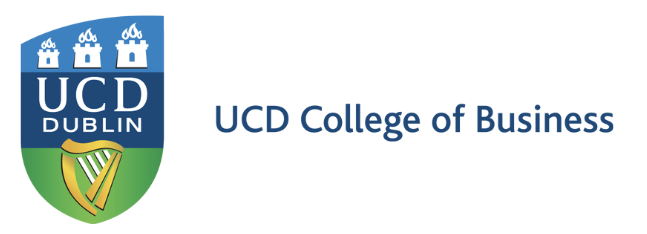 UCD
DUBLIN
UCD College of Business